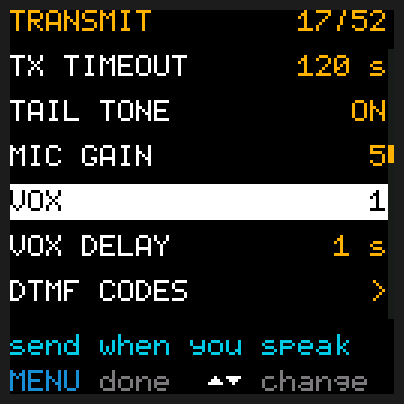 TRANSMIT 17/52
TX TIMEOUT 120 s
TAIL TONE ON
MIC GAIN 5
VOX 1
VOX DELAY 1 s
DTMF CODES >
send when you speak
MENU done ▲▼ change